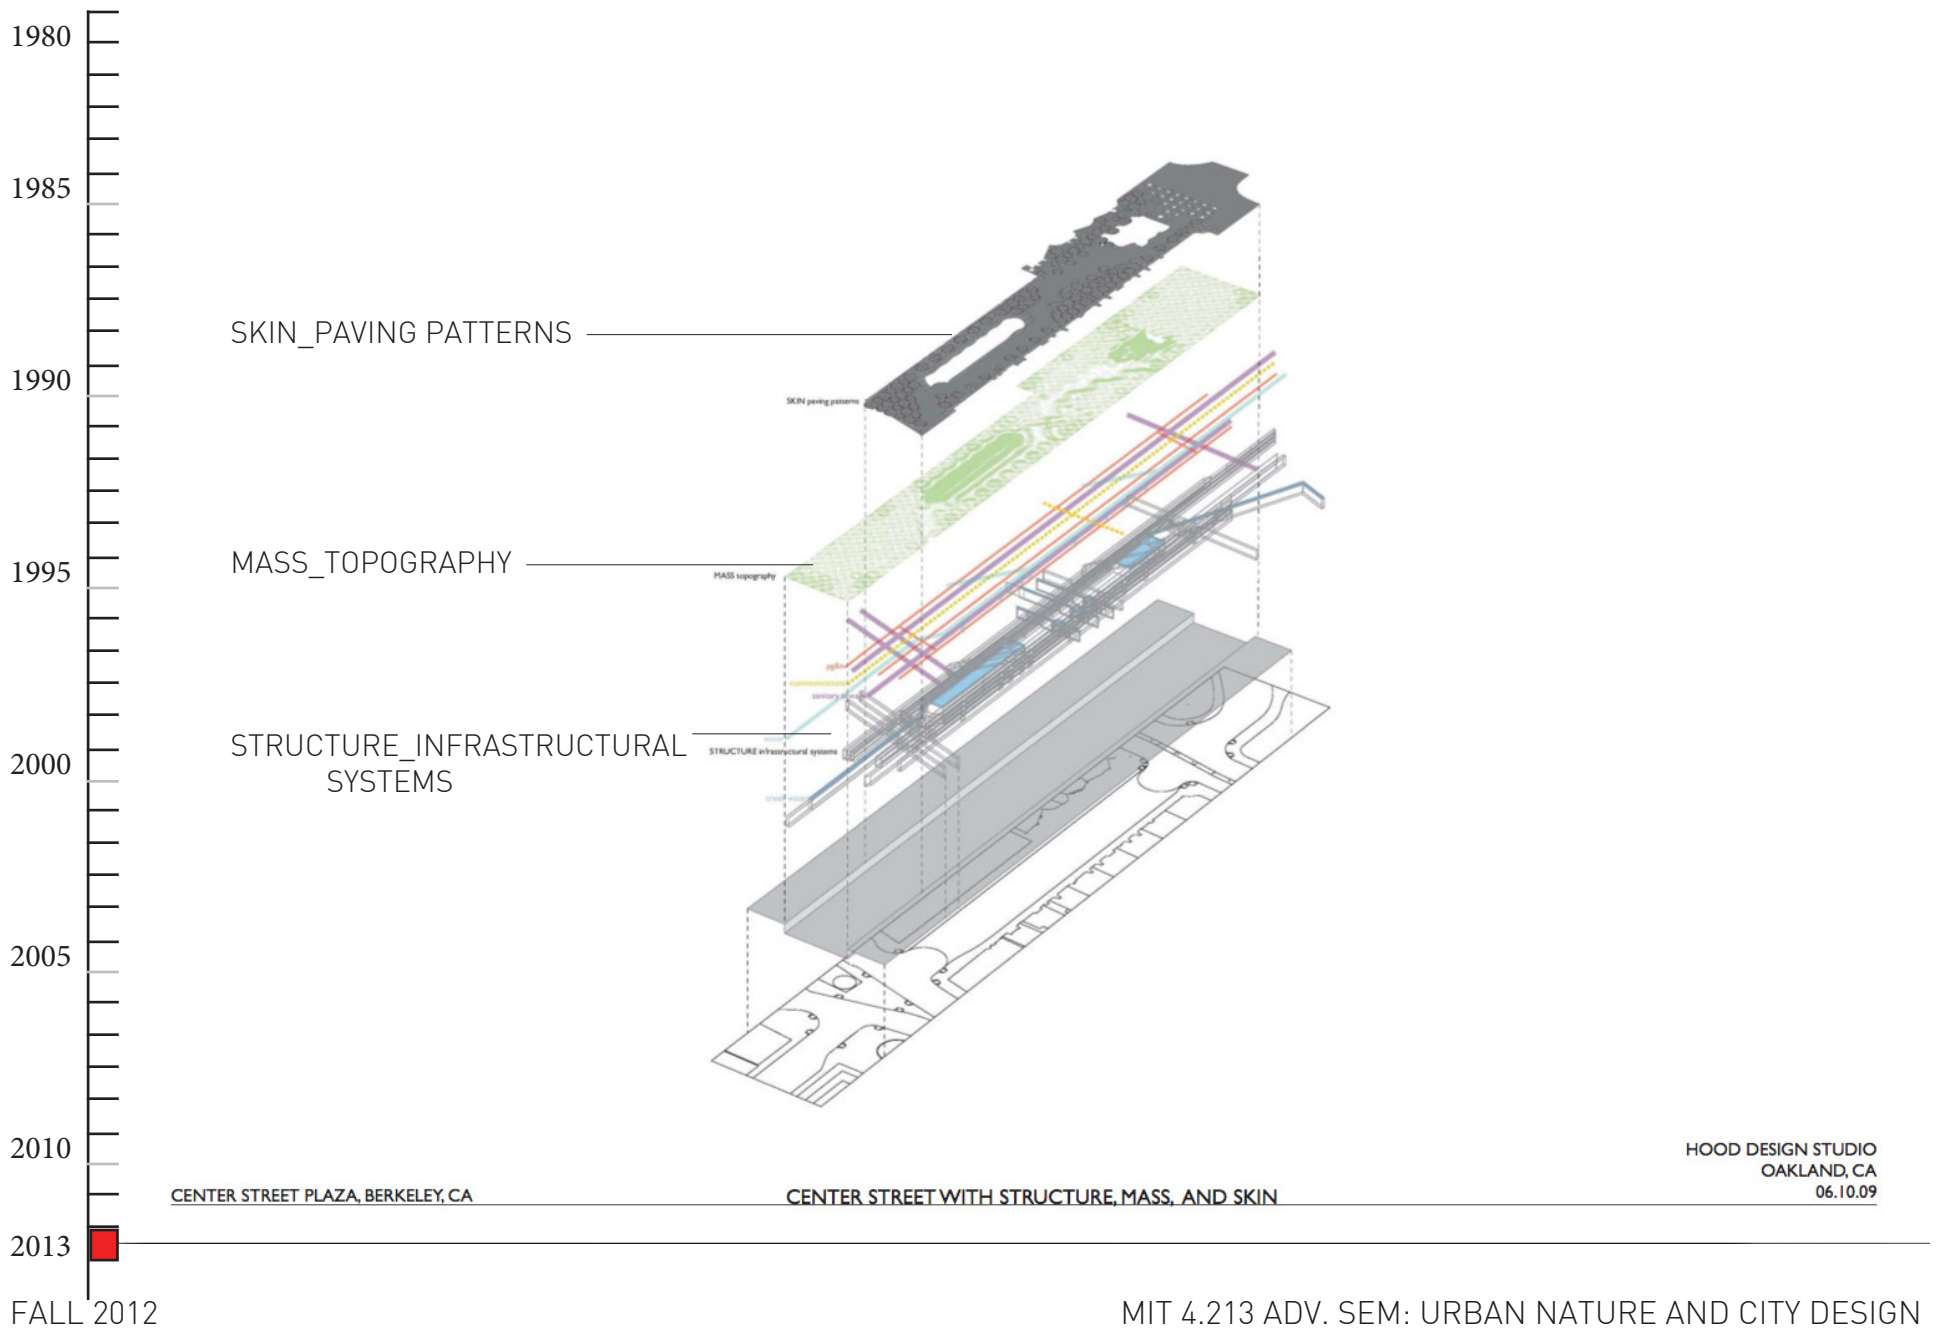 1980
1985
1990
1995
2000
2005
2010
2013
SKIN_PAVING PATTERNS
SKIN paving patterns
MASS_TOPOGRAPHY
MASS topography
STRUCTURE_INFRASTRUCTURAL
SYSTEMS
STRUCTURE infrastructural systems
HOOD DESIGN STUDIO
OAKLAND, CA
06.10.09
CENTER STREET PLAZA, BERKELEY, CA
CENTER STREET WITH STRUCTURE, MASS, AND SKIN
FALL 2012
MIT 4.213 ADV. SEM: URBAN NATURE AND CITY DESIGN